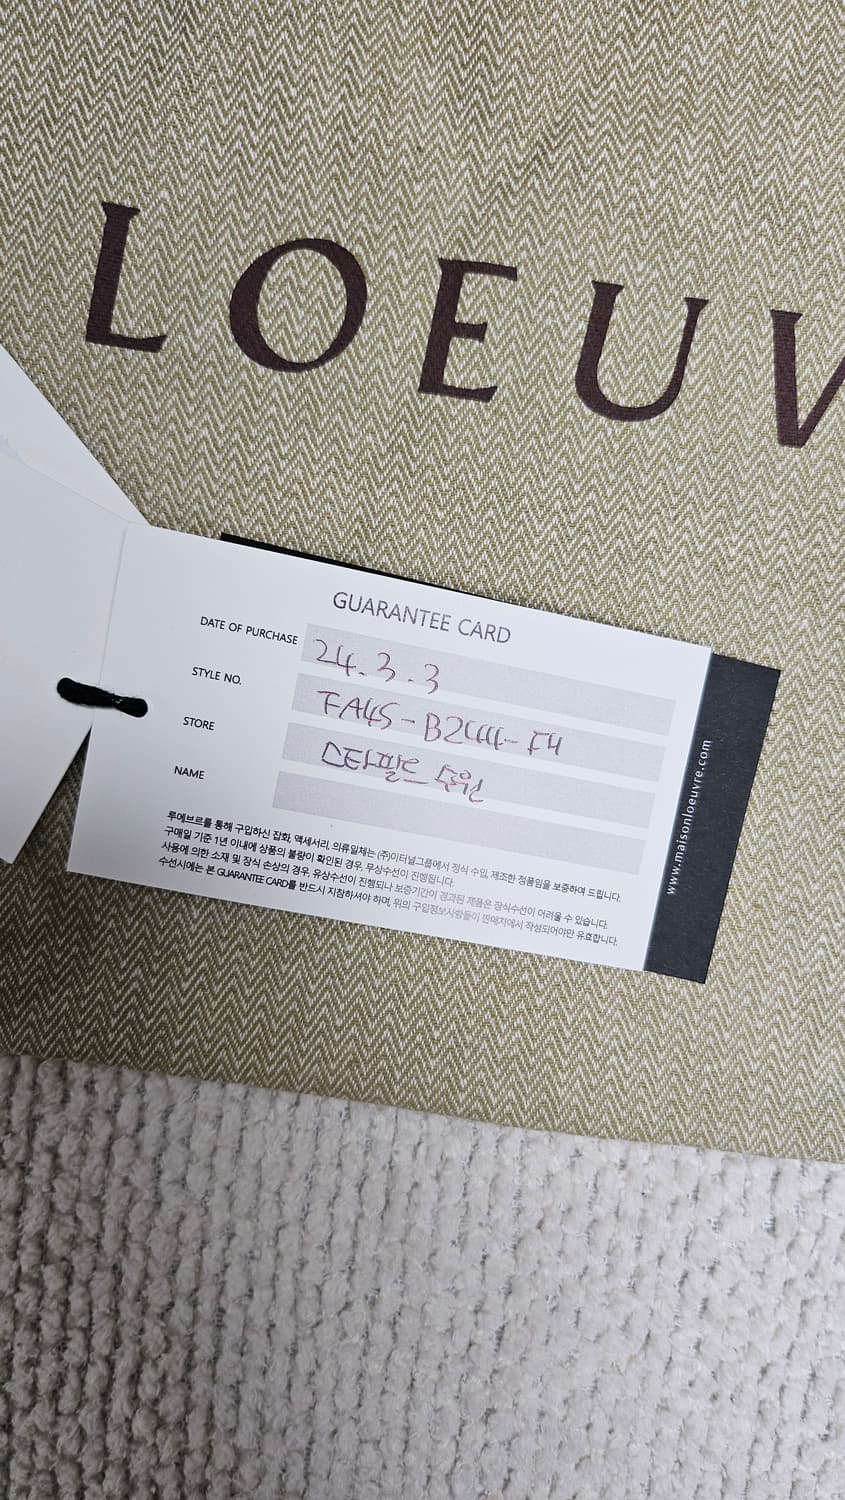 LOEUV
GUARANTEE CARD
DATE OF PURCHASE 24.3.3
STYLE NO.
STORE 스타필드 수원
NAME
루에브르를 통해 구입하신 잡화, 액세서리, 의류일체는 (주)이터널그룹에서 정식 수입, 제조한 정품임을 보증하여 드립니다.
구매일 기준 1년 이내에 상품의 불량이 확인된 경우, 무상수선이 진행됩니다.
사용에 의한 소재 및 장식 손상의 경우, 유상수선이 진행되나 보증기간이 경과된 제품은 장식수선이 어려울 수 있습니다.
수선시에는 본 GUARANTEE CARD를 반드시 지참하셔야 하며, 위의 구입정보사항들이 판매처에서 작성되어야만 유효합니다.
www.maisonloeuvre.com